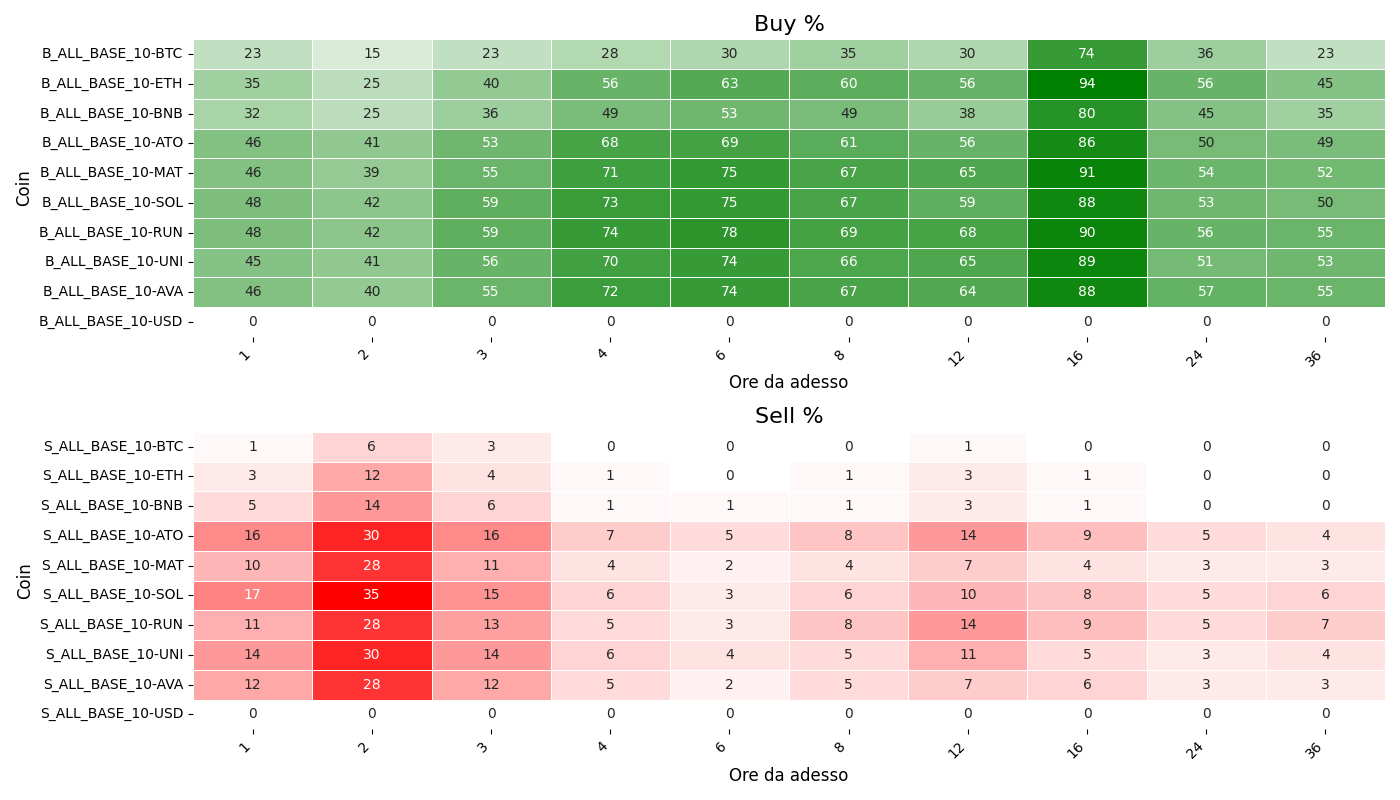 Buy %
Coin
B_ALL_BASE_10-BTC 23 15 23 28 30 35 30 74 36 23
B_ALL_BASE_10-ETH 35 25 40 56 63 60 56 94 56 45
B_ALL_BASE_10-BNB 32 25 36 49 53 49 38 80 45 35
B_ALL_BASE_10-ATO 46 41 53 68 69 61 56 86 50 49
B_ALL_BASE_10-MAT 46 39 55 71 75 67 65 91 54 52
B_ALL_BASE_10-SOL 48 42 59 73 75 67 59 88 53 50
B_ALL_BASE_10-RUN 48 42 59 74 78 69 68 90 56 55
B_ALL_BASE_10-UNI 45 41 56 70 74 66 65 89 51 53
B_ALL_BASE_10-AVA 46 40 55 72 74 67 64 88 57 55
B_ALL_BASE_10-USD 0 0 0 0 0 0 0 0 0 0
1 2 3 4 6 8 12 16 24 36
Ore da adesso
Sell %
Coin
S_ALL_BASE_10-BTC 1 6 3 0 0 0 1 0 0 0
S_ALL_BASE_10-ETH 3 12 4 1 0 1 3 1 0 0
S_ALL_BASE_10-BNB 5 14 6 1 1 1 3 1 0 0
S_ALL_BASE_10-ATO 16 30 16 7 5 8 14 9 5 4
S_ALL_BASE_10-MAT 10 28 11 4 2 4 7 4 3 3
S_ALL_BASE_10-SOL 17 35 15 6 3 6 10 8 5 6
S_ALL_BASE_10-RUN 11 28 13 5 3 8 14 9 5 7
S_ALL_BASE_10-UNI 14 30 14 6 4 5 11 5 3 4
S_ALL_BASE_10-AVA 12 28 12 5 2 5 7 6 3 3
S_ALL_BASE_10-USD 0 0 0 0 0 0 0 0 0 0
1 2 3 4 6 8 12 16 24 36
Ore da adesso